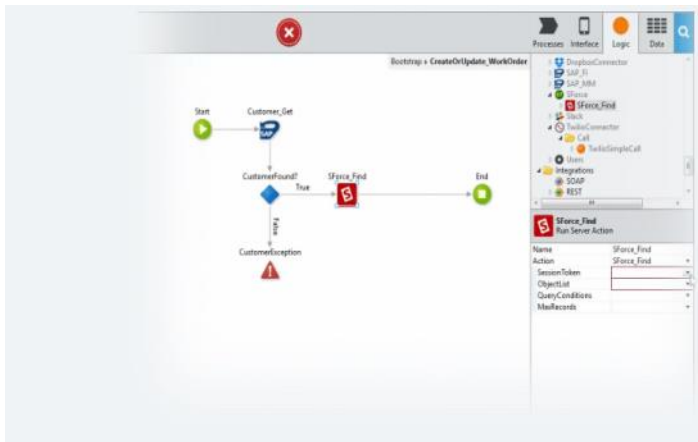 Processes Interface Logic Data
Bootstrap ▸ CreateOrUpdate_WorkOrder
DropboxConnector
SAP_FI
SAP_MM
SForce
SForce_Find
Slack
TwilioConnector
Call
TwilioSimpleCall
Users
Integrations
SOAP
REST
Start
Customer_Get
SAP
CustomerFound?
True
SForce_Find
End
False
CustomerException
SForce_Find
Run Server Action
Name SForce_Find
Action SForce_Find
SessionToken
ObjectList
QueryConditions
MaxRecords